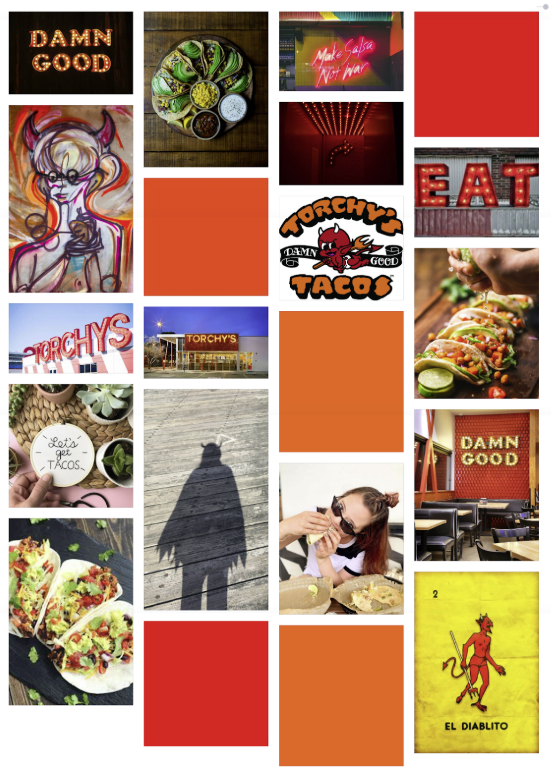 DAMN
GOOD
TORCHYS
Let's
get
TACOS
TORCHY'S
Make Salsa
Not War
TORCHY'S
DAMN GOOD
TACOS
EAT
DAMN
GOOD
2
EL DIABLITO